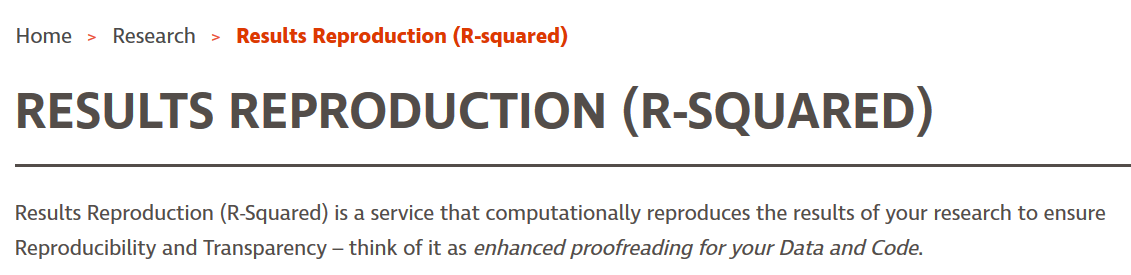 Home > Research > Results Reproduction (R-squared)
RESULTS REPRODUCTION (R-SQUARED)
Results Reproduction (R-Squared) is a service that computationally reproduces the results of your research to ensure
Reproducibility and Transparency – think of it as enhanced proofreading for your Data and Code.